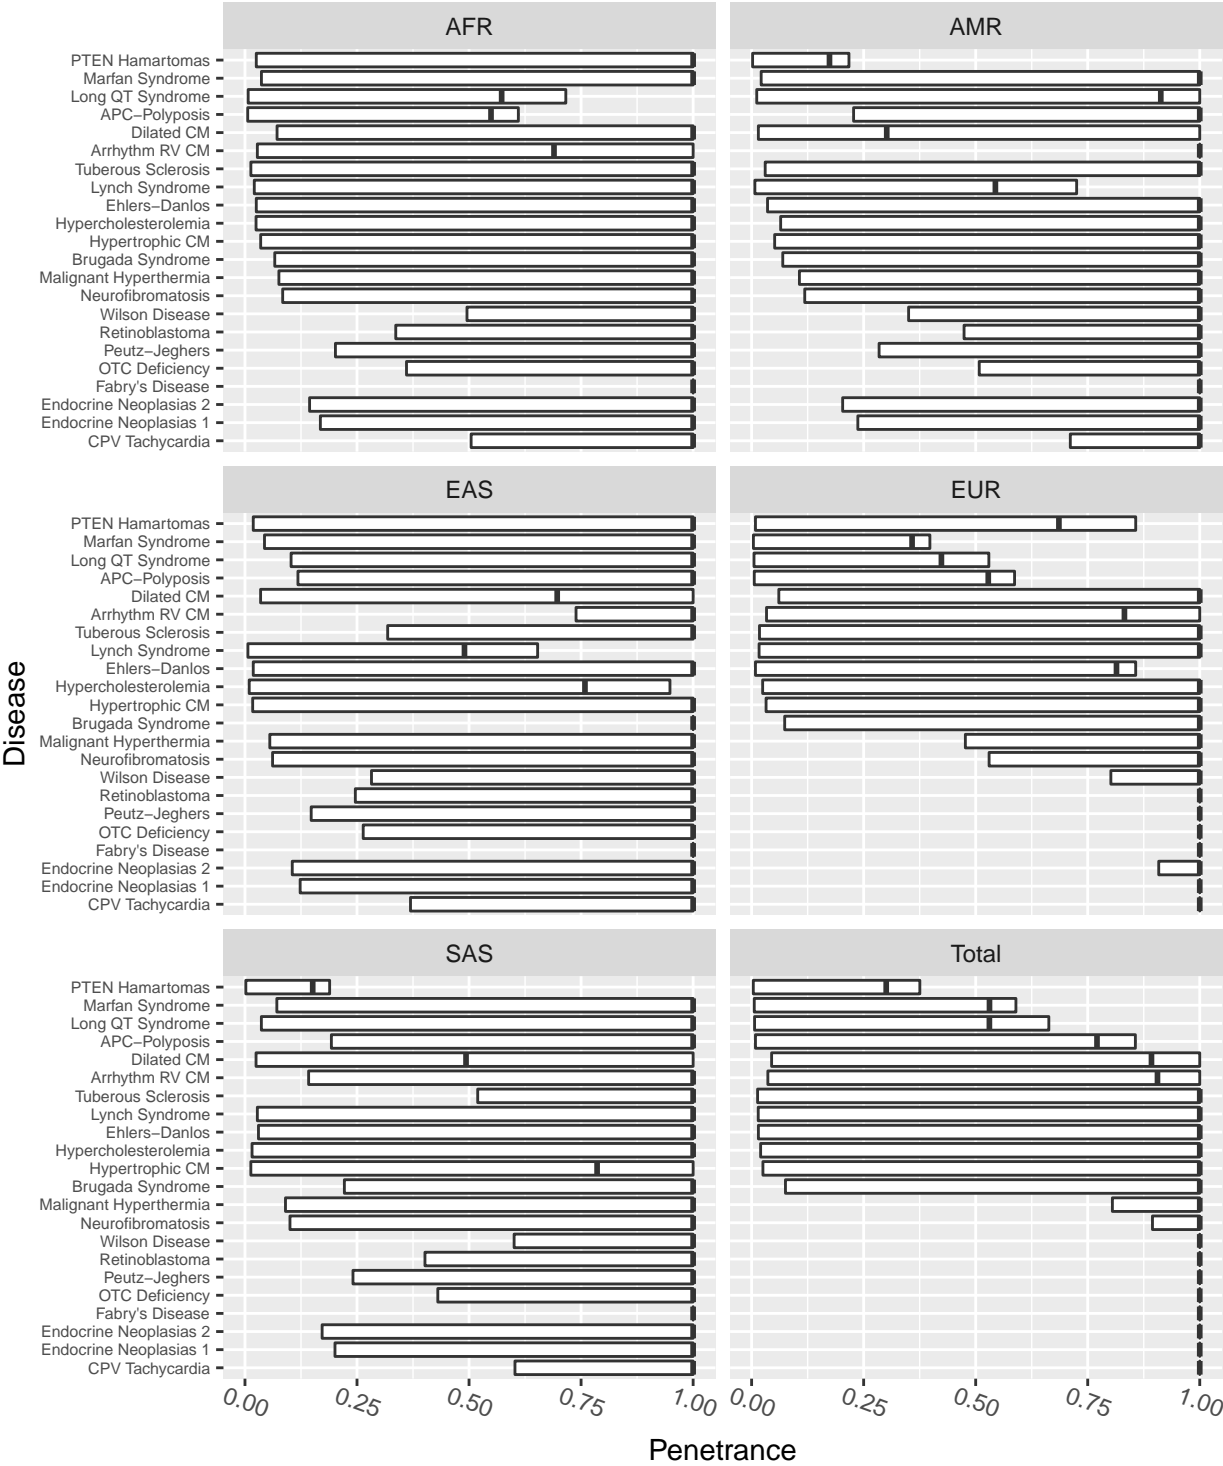 AFR
AMR
PTEN Hamartomas
Marfan Syndrome
Long QT Syndrome
APC−Polyposis
Dilated CM
Arrhythm RV CM
Tuberous Sclerosis
Lynch Syndrome
Ehlers−Danlos
Hypercholesterolemia
Hypertrophic CM
Brugada Syndrome
Malignant Hyperthermia
Neurofibromatosis
Wilson Disease
Retinoblastoma
Peutz−Jeghers
OTC Deficiency
Fabry's Disease
Endocrine Neoplasias 2
Endocrine Neoplasias 1
CPV Tachycardia
EAS
EUR
PTEN Hamartomas
Marfan Syndrome
Long QT Syndrome
APC−Polyposis
Dilated CM
Arrhythm RV CM
Tuberous Sclerosis
Lynch Syndrome
Ehlers−Danlos
Hypercholesterolemia
Hypertrophic CM
Brugada Syndrome
Malignant Hyperthermia
Neurofibromatosis
Wilson Disease
Retinoblastoma
Peutz−Jeghers
OTC Deficiency
Fabry's Disease
Endocrine Neoplasias 2
Endocrine Neoplasias 1
CPV Tachycardia
Disease
SAS
Total
PTEN Hamartomas
Marfan Syndrome
Long QT Syndrome
APC−Polyposis
Dilated CM
Arrhythm RV CM
Tuberous Sclerosis
Lynch Syndrome
Ehlers−Danlos
Hypercholesterolemia
Hypertrophic CM
Brugada Syndrome
Malignant Hyperthermia
Neurofibromatosis
Wilson Disease
Retinoblastoma
Peutz−Jeghers
OTC Deficiency
Fabry's Disease
Endocrine Neoplasias 2
Endocrine Neoplasias 1
CPV Tachycardia
0.00 0.25 0.50 0.75 1.00
0.00 0.25 0.50 0.75 1.00
Penetrance